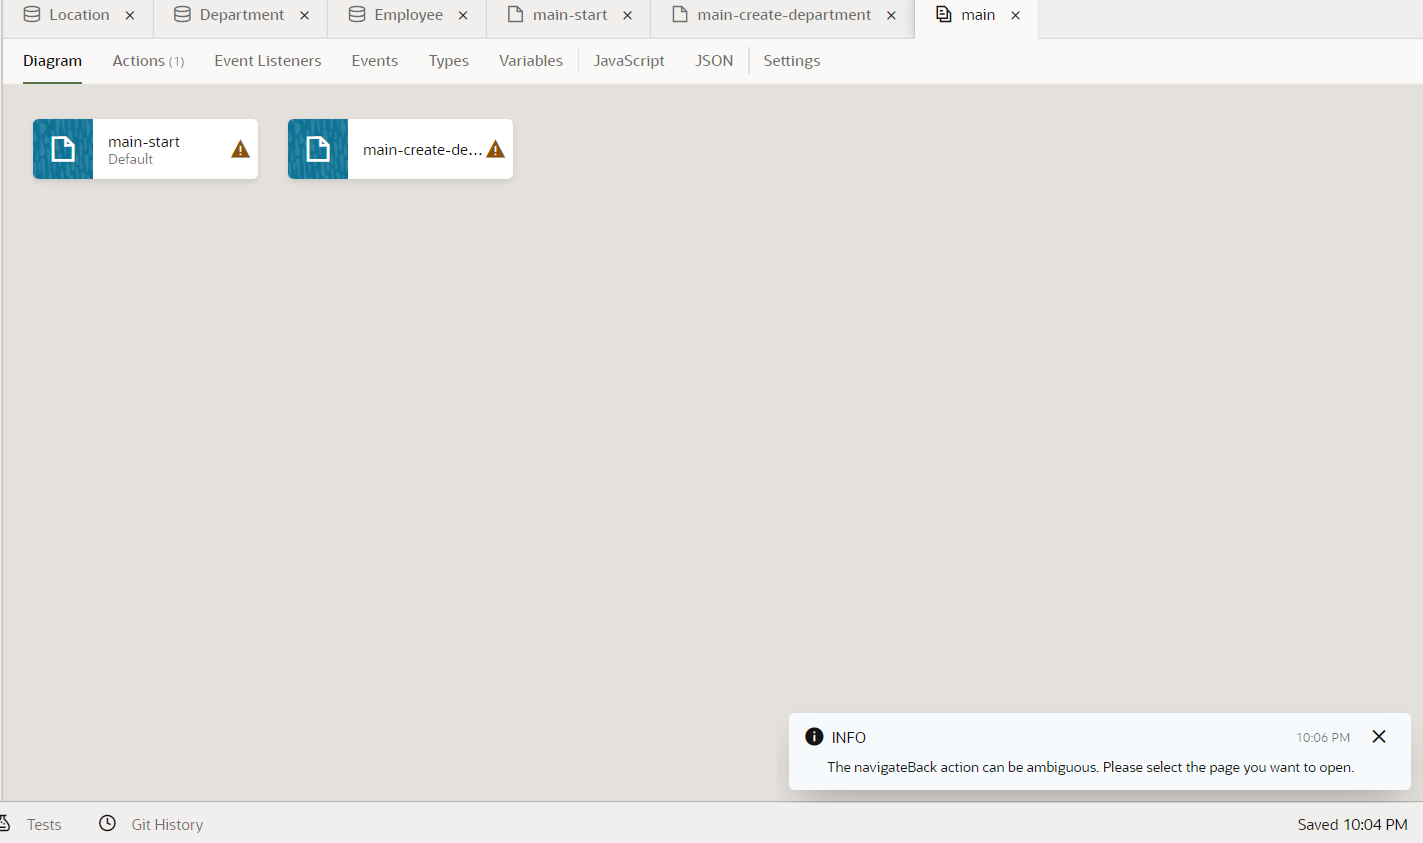 Location Department Employee main-start main-create-department main
Diagram Actions (1) Event Listeners Events Types Variables JavaScript JSON Settings
main-start
Default
main-create-de...
INFO 10:06 PM
The navigateBack action can be ambiguous. Please select the page you want to open.
Tests Git History Saved 10:04 PM